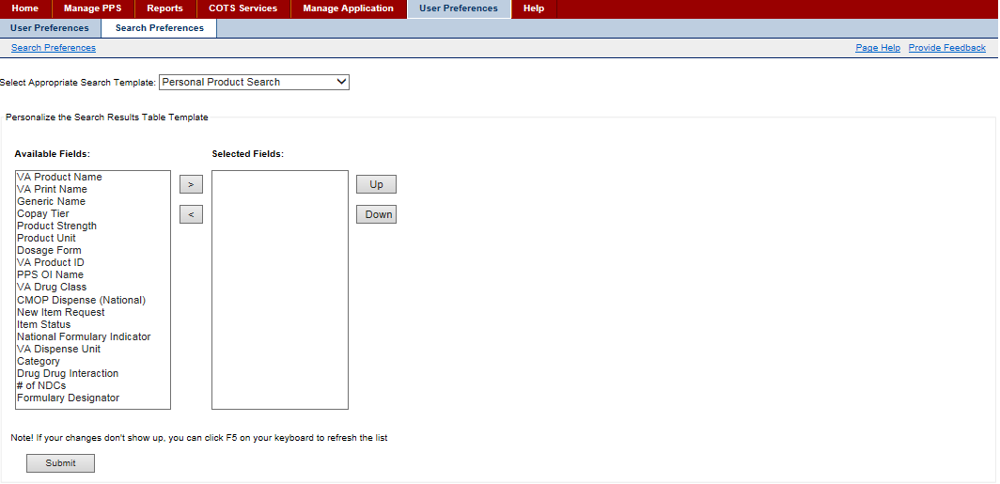 Home Manage PPS Reports COTS Services Manage Application User Preferences Help
User Preferences Search Preferences
Search Preferences Page Help Provide Feedback
Select Appropriate Search Template: Personal Product Search
Personalize the Search Results Table Template
Available Fields: Selected Fields:
VA Product Name
VA Print Name
Generic Name
Copay Tier
Product Strength
Product Unit
Dosage Form
VA Product ID
PPS OI Name
VA Drug Class
CMOP Dispense (National)
New Item Request
Item Status
National Formulary Indicator
VA Dispense Unit
Category
Drug Drug Interaction
# of NDCs
Formulary Designator
>
<
Up
Down
Note! If your changes don't show up, you can click F5 on your keyboard to refresh the list
Submit